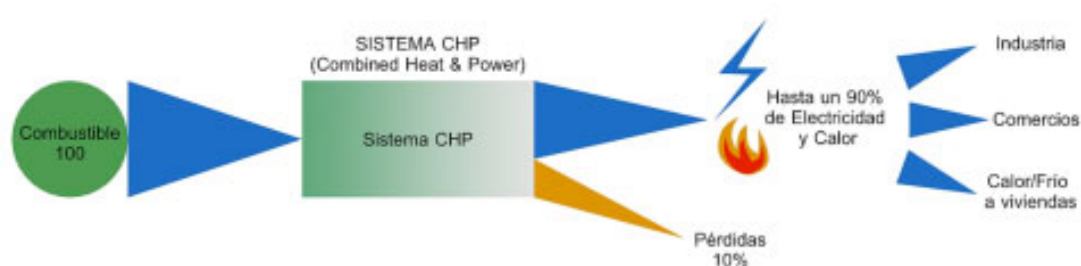 Combustible
100
SISTEMA CHP
(Combined Heat & Power)
Sistema CHP
Hasta un 90%
de Electricidad
y Calor
Pérdidas
10%
Industria
Comercios
Calor/Frío
a viviendas